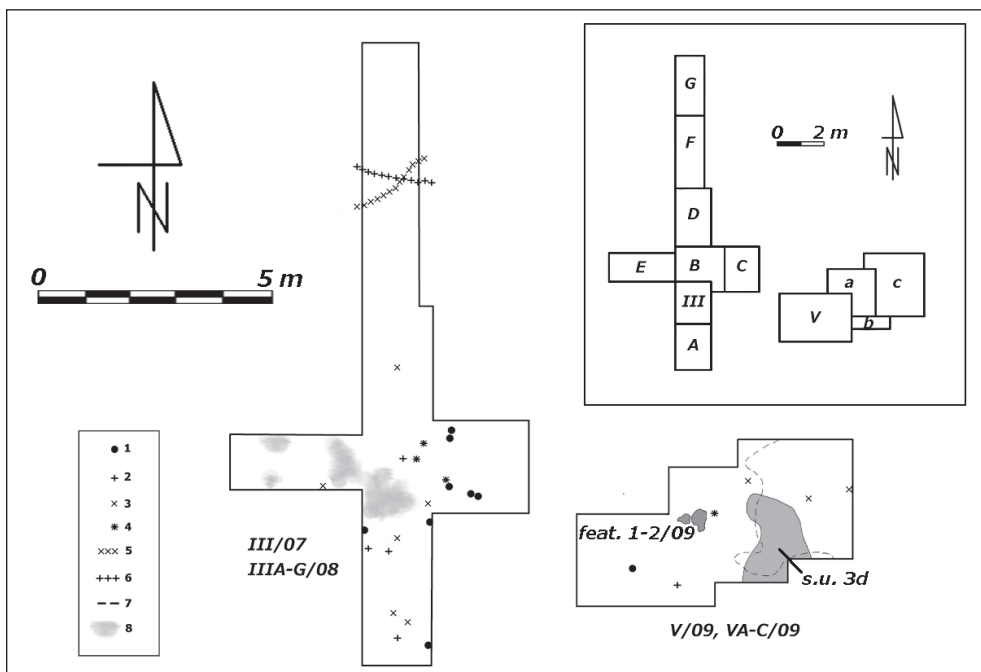 N
0 5 m
1
2
3
4
5
6
7
8
III/07
IIIA-G/08
G
F
D
E B C
III
A
0 2 m
N
a c
V
b
feat. 1-2/09
s.u. 3d
V/09, VA-C/09